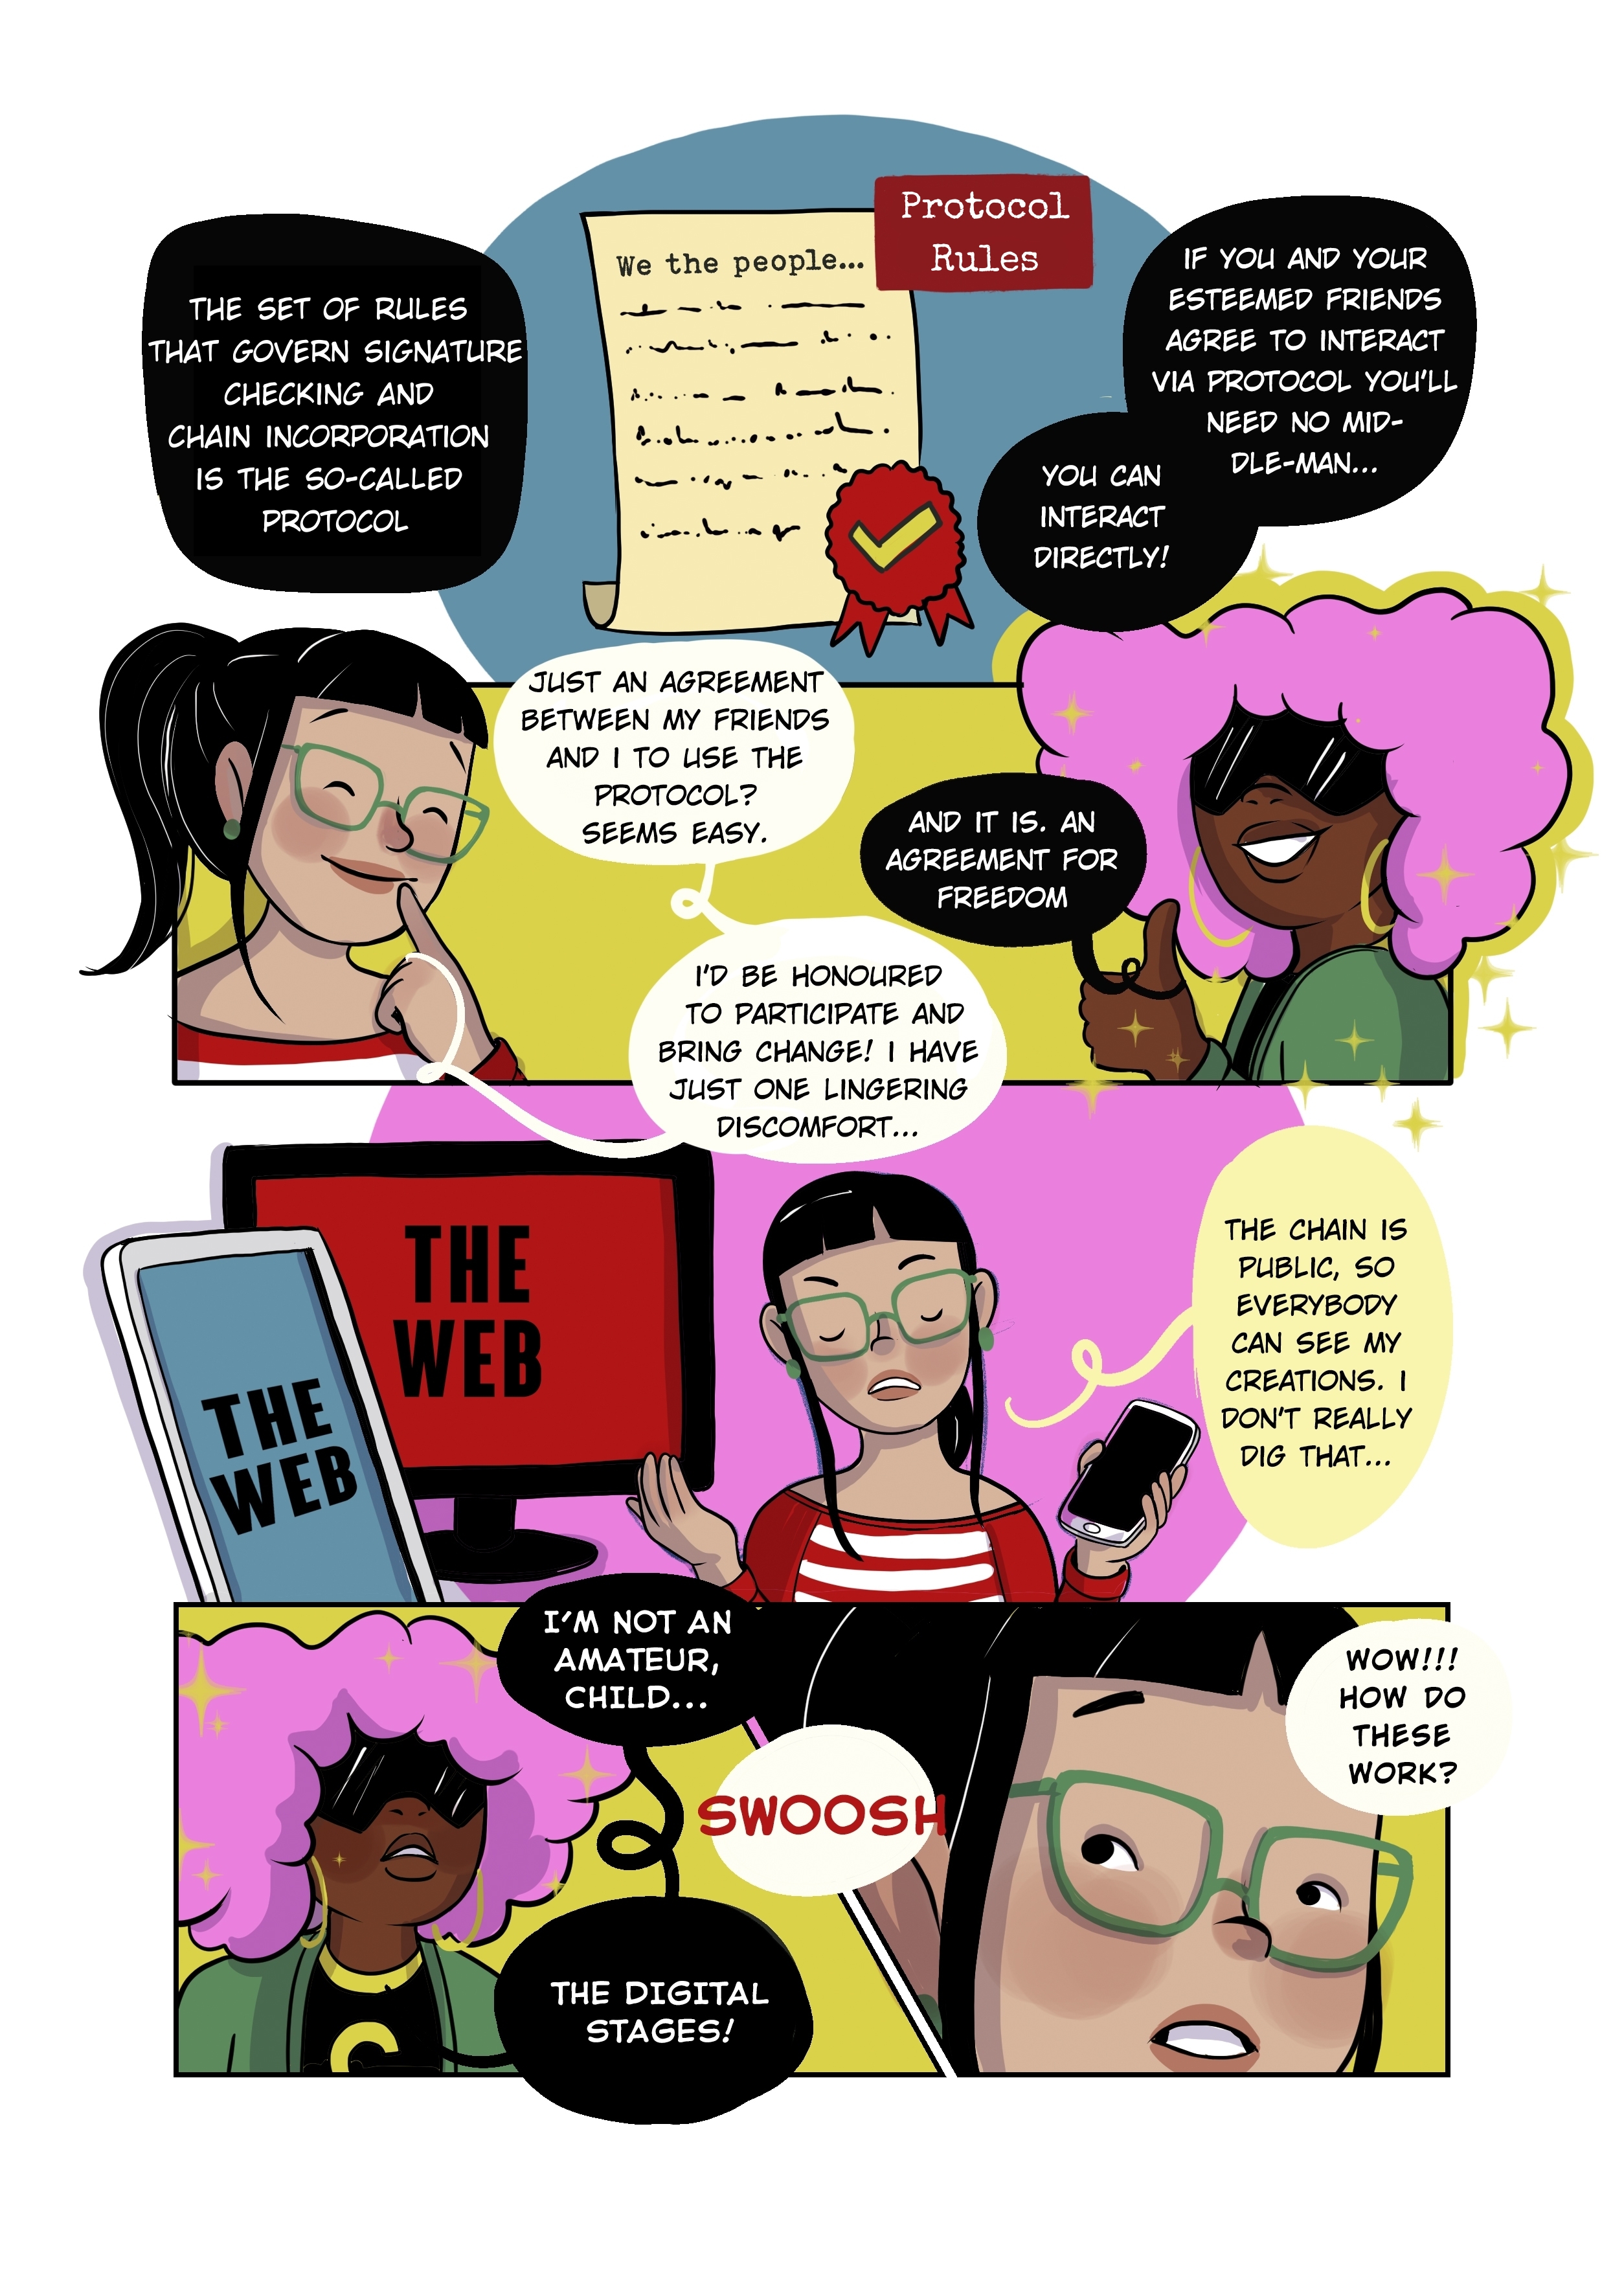 THE SET OF RULES
THAT GOVERN SIGNATURE
CHECKING AND
CHAIN INCORPORATION
IS THE SO-CALLED
PROTOCOL
We the people...
Protocol
Rules
IF YOU AND YOUR
ESTEEMED FRIENDS
AGREE TO INTERACT
VIA PROTOCOL YOU'LL
NEED NO MID-
DLE-MAN...
YOU CAN
INTERACT
DIRECTLY!
JUST AN AGREEMENT
BETWEEN MY FRIENDS
AND I TO USE THE
PROTOCOL?
SEEMS EASY.
AND IT IS. AN
AGREEMENT FOR
FREEDOM
I'D BE HONOURED
TO PARTICIPATE AND
BRING CHANGE! I HAVE
JUST ONE LINGERING
DISCOMFORT...
THE
WEB
THE
WEB
THE CHAIN IS
PUBLIC, SO
EVERYBODY
CAN SEE MY
CREATIONS. I
DON'T REALLY
DIG THAT...
I'M NOT AN
AMATEUR,
CHILD...
THE DIGITAL
STAGES!
SWOOSH
WOW!!!
HOW DO
THESE
WORK?